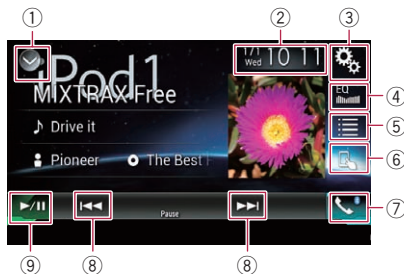 ① ② ③
iPod1
1/1 Wed 10 11
MIXTRAX Free
EQ
④
♪ Drive it
⑤
Pioneer The Best
⑥
Pause
⑦
⑨ ⑧ ⑧